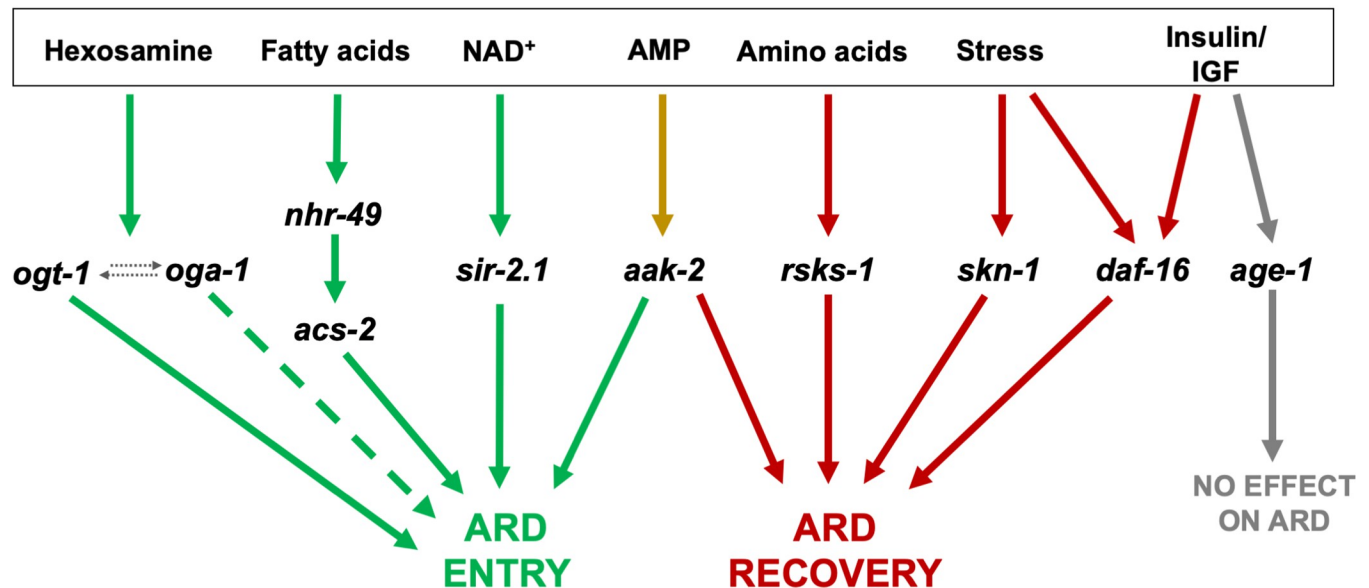 Hexosamine Fatty acids NAD⁺ AMP Amino acids Stress Insulin/
IGF
nhr-49
ogt-1 oga-1 sir-2.1 aak-2 rsks-1 skn-1 daf-16 age-1
acs-2
NO EFFECT
ON ARD
ARD
ENTRY
ARD
RECOVERY